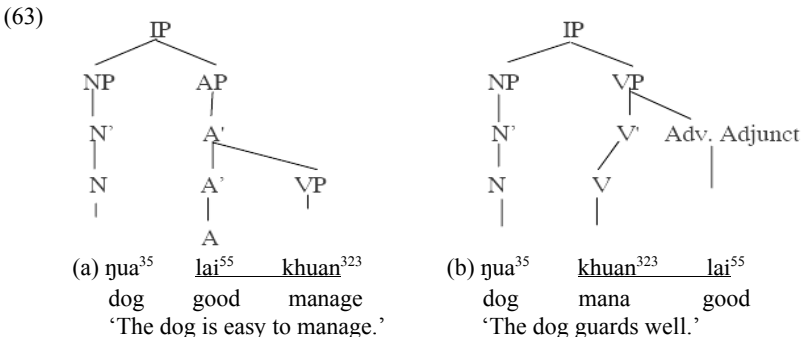 (63)
IP IP
NP AP NP VP
N’ A' N’ V' Adv. Adjunct
N A’ VP N V
A
(a) ŋua³⁵ lai⁵⁵ khuan³²³ (b) ŋua³⁵ khuan³²³ lai⁵⁵
dog good manage dog mana good
‘The dog is easy to manage.’ ‘The dog guards well.’